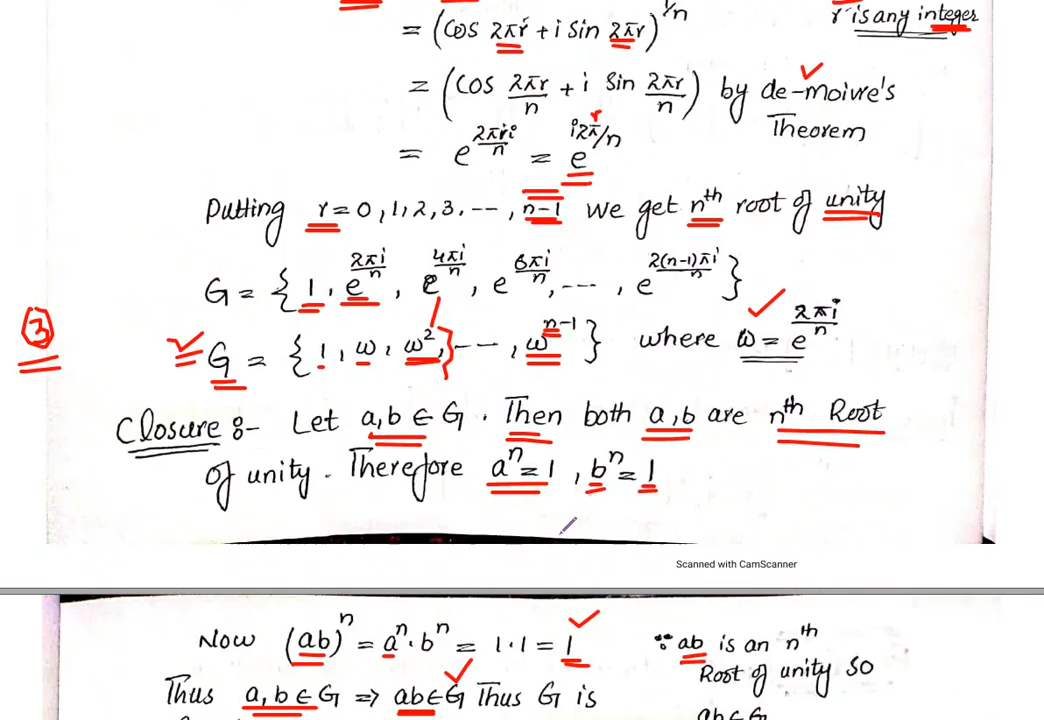 = (Cos 2πr + i Sin 2πr)^1/n
r is any integer
= (Cos 2πr/n + i Sin 2πr/n) by de-moivre's
Theorem
= e^2πri/n = e^i2πr/n
Putting r = 0, 1, 2, 3, ---, n-1 we get nth root of unity
G = { 1, e^2πi/n, e^4πi/n, e^6πi/n, ---, e^2(n-1)πi/n }
③
G = { 1, ω, ω², } --- , ω^n-1 } where ω = e^2πi/n
Closure :- Let a, b ∈ G . Then both a, b are nth Root
of unity . Therefore a^n = 1 , b^n = 1
Scanned with CamScanner
Now (ab)^n = a^n · b^n = 1·1 = 1
∵ ab is an nth
Root of unity so
Thus a, b ∈ G ⇒ ab ∈ G Thus G is
ab ∈ G